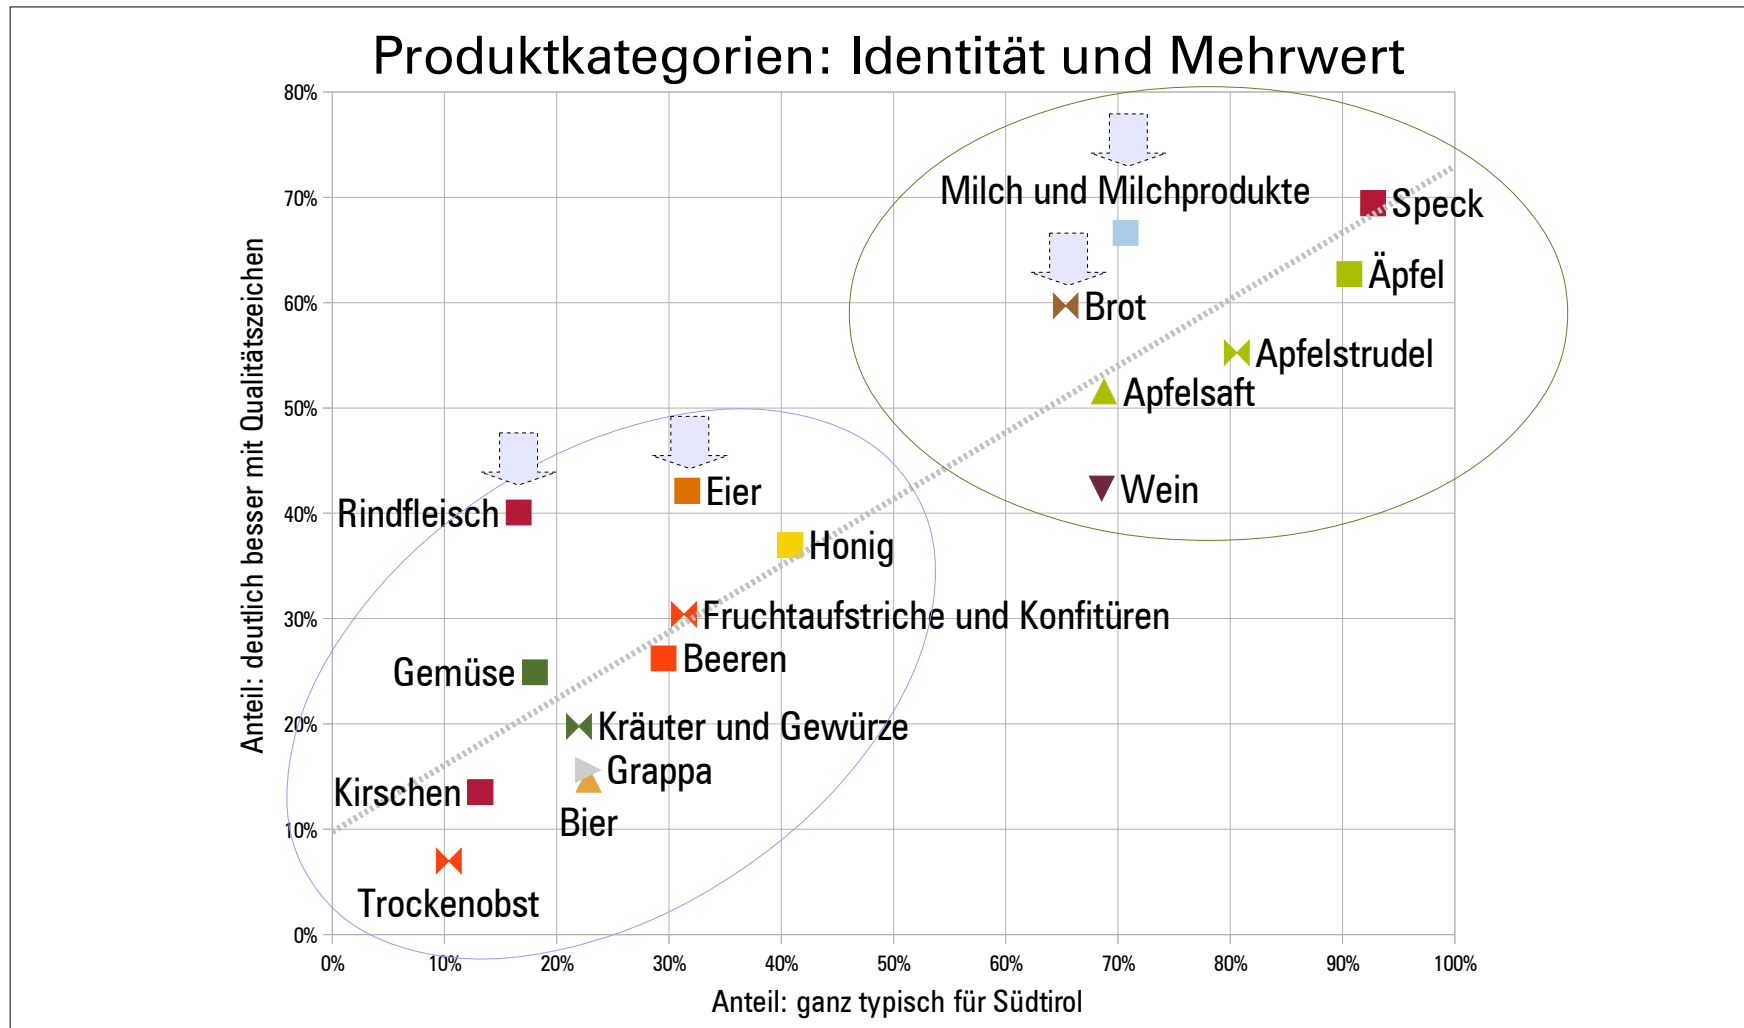 Produktkategorien: Identität und Mehrwert
80%
70%
60%
50%
40%
30%
20%
10%
0%
Anteil: deutlich besser mit Qualitätszeichen
Milch und Milchprodukte
Speck
Äpfel
Brot
Apfelstrudel
Apfelsaft
Wein
Eier
Rindfleisch
Honig
Fruchtaufstriche und Konfitüren
Beeren
Gemüse
Kräuter und Gewürze
Grappa
Kirschen
Bier
Trockenobst
0% 10% 20% 30% 40% 50% 60% 70% 80% 90% 100%
Anteil: ganz typisch für Südtirol